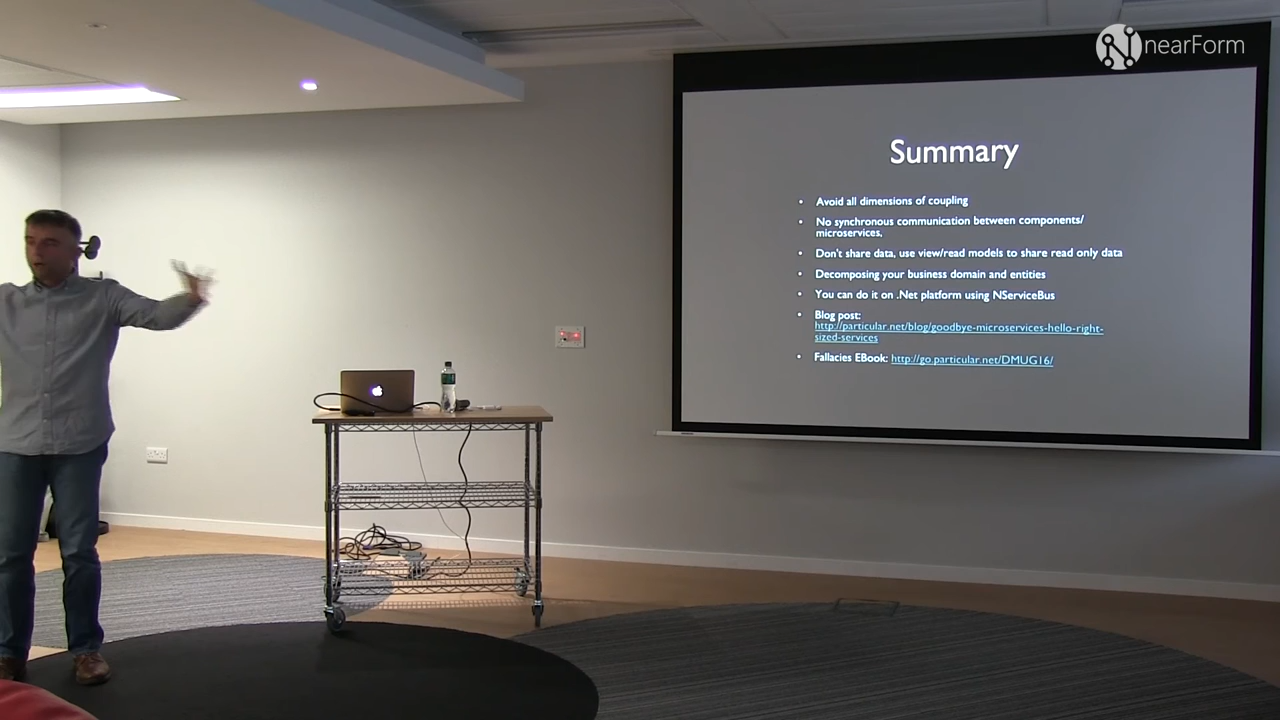 nearForm
Summary
• Avoid all dimensions of coupling
• No synchronous communication between components/
microservices,
• Don't share data, use view/read models to share read only data
• Decomposing your business domain and entities
• You can do it on .Net platform using NServiceBus
• Blog post:
http://particular.net/blog/goodbye-microservices-hello-right-
sized-services
• Fallacies EBook: http://go.particular.net/DMUG16/